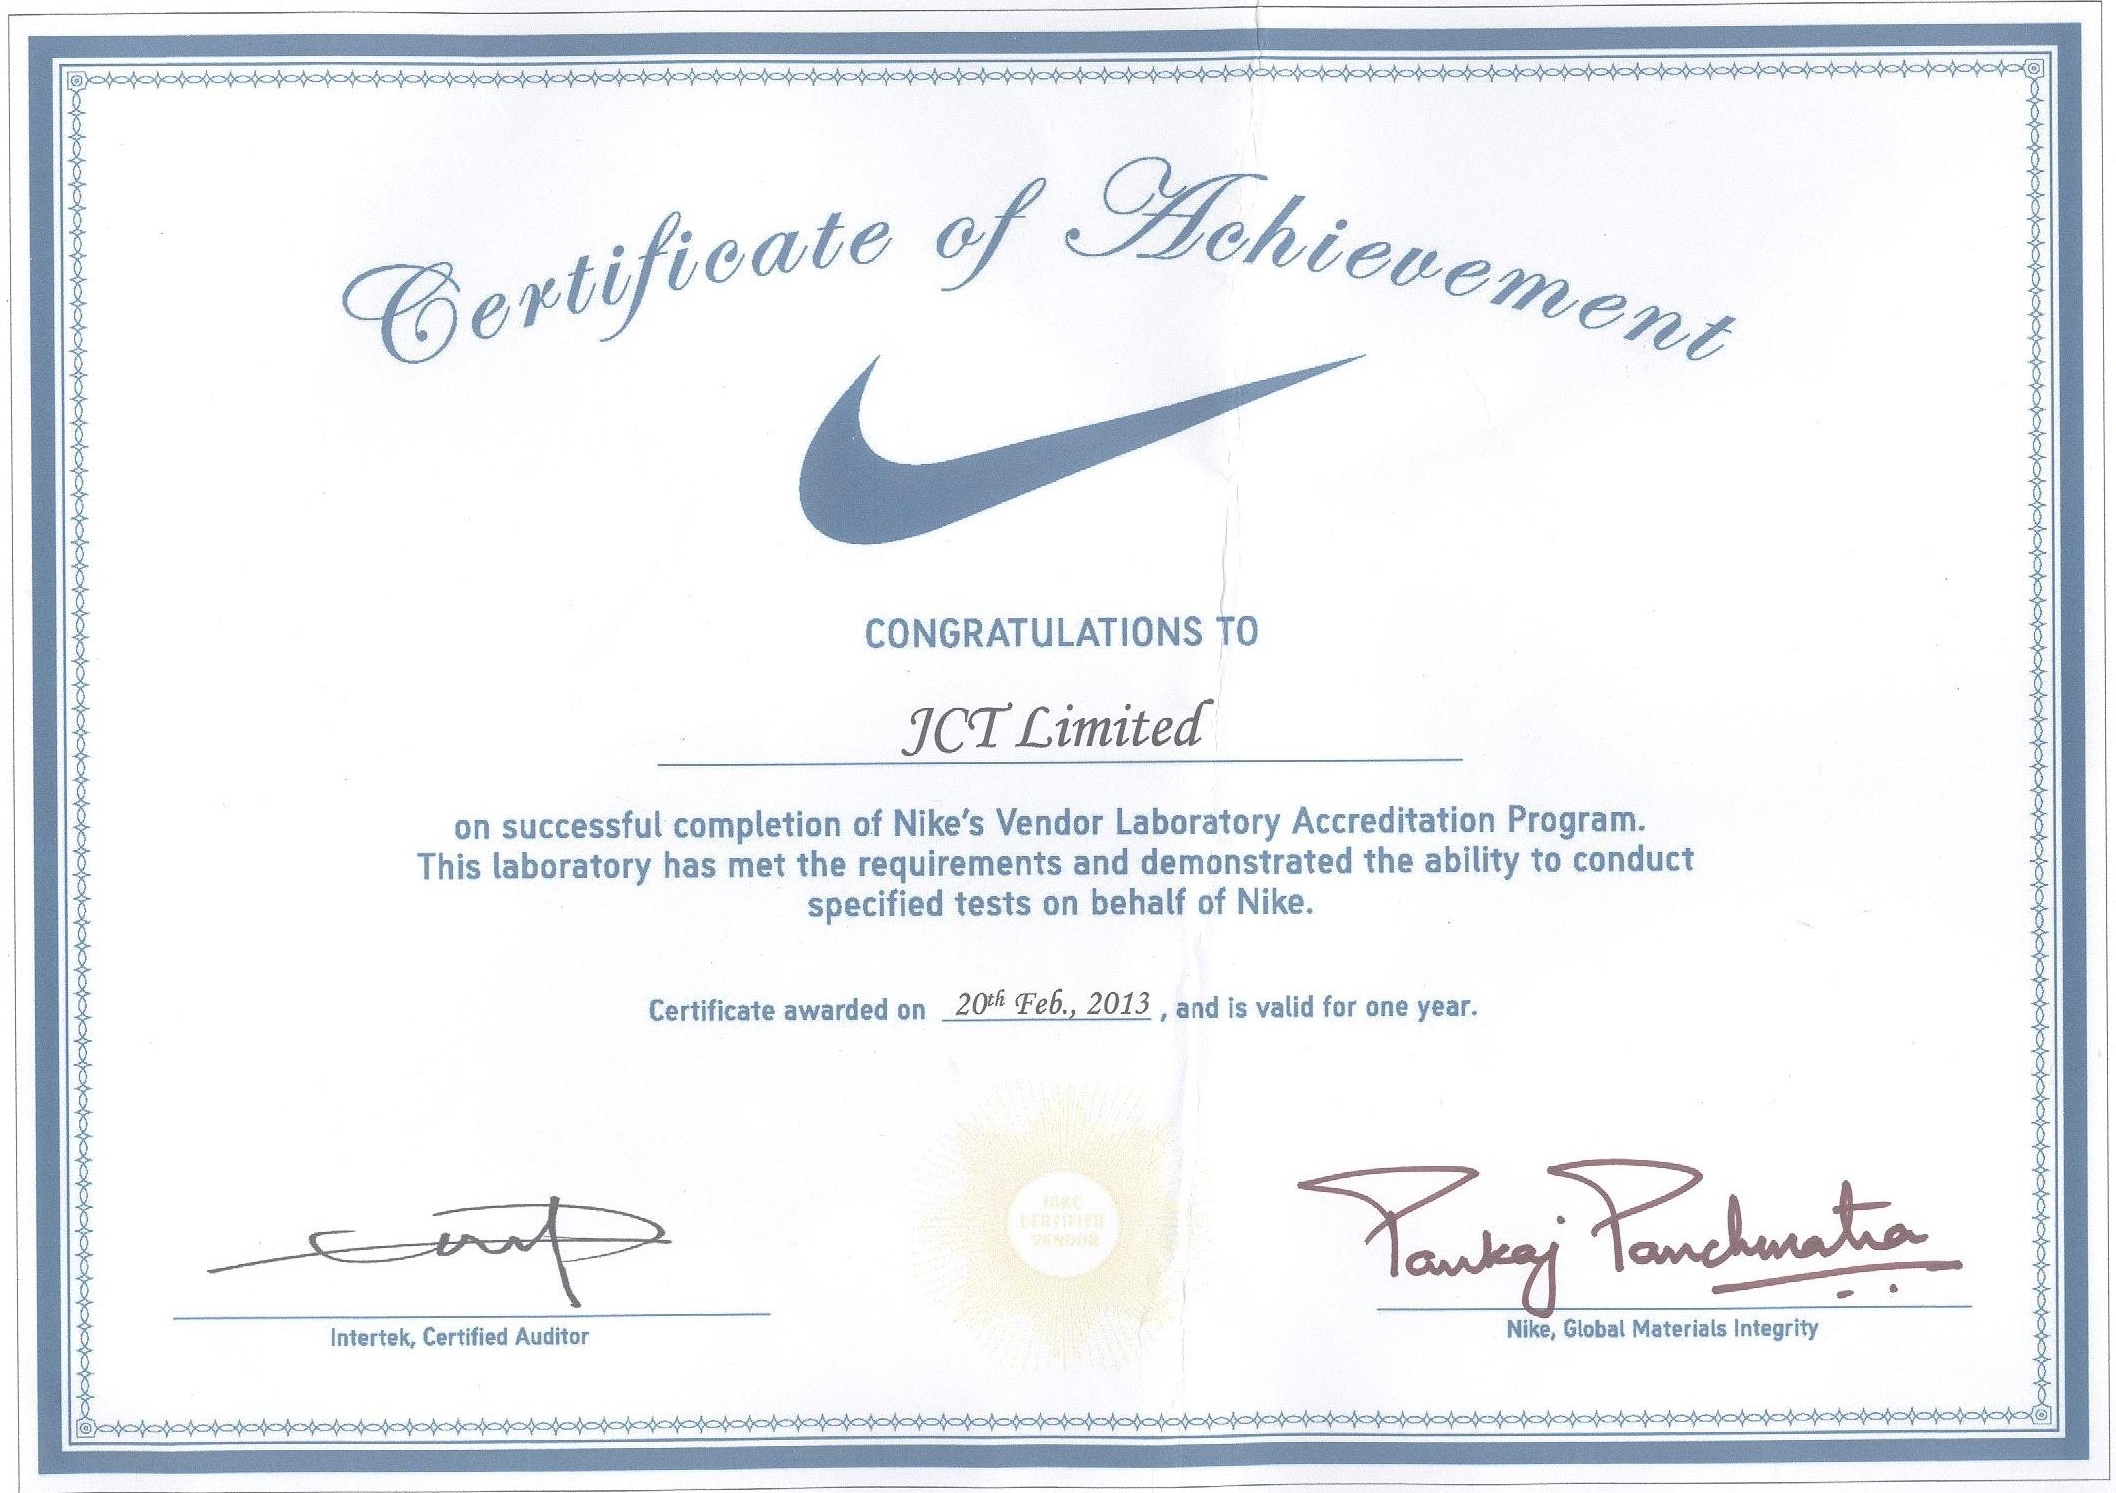 Certificate of Achievement
CONGRATULATIONS TO
JCT Limited
on successful completion of Nike's Vendor Laboratory Accreditation Program.
This laboratory has met the requirements and demonstrated the ability to conduct
specified tests on behalf of Nike.
Certificate awarded on 20th Feb., 2013, and is valid for one year.
NIKE
CERTIFIED
VENDOR
Pankaj Panchmatia
Intertek, Certified Auditor
Nike, Global Materials Integrity